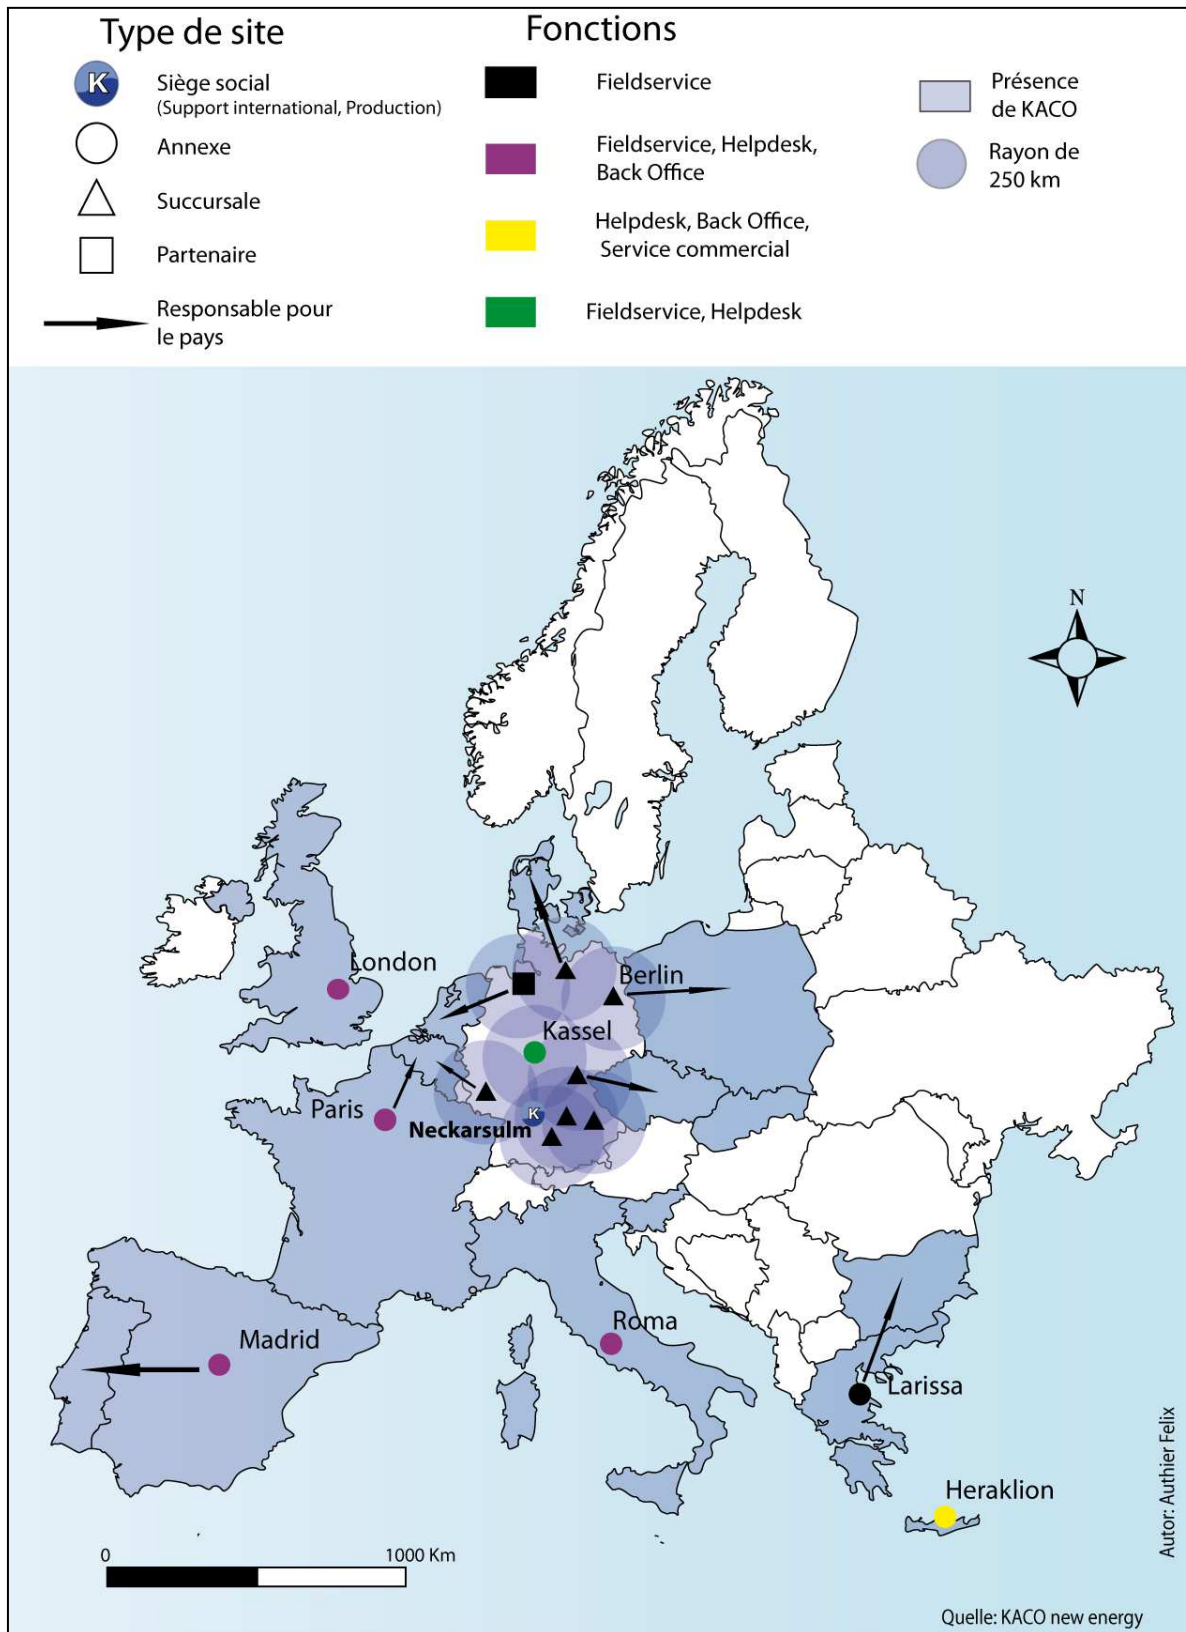 Type de site
Fonctions
K
Siège social
(Support international, Production)
Annexe
Succursale
Partenaire
Responsable pour
le pays
Fieldservice
Fieldservice, Helpdesk,
Back Office
Helpdesk, Back Office,
Service commercial
Fieldservice, Helpdesk
Présence
de KACO
Rayon de
250 km
N
London
Berlin
Kassel
Paris
K
Neckarsulm
Madrid
Roma
Larissa
Heraklion
0
1000 Km
Autor: Authier Felix
Quelle: KACO new energy